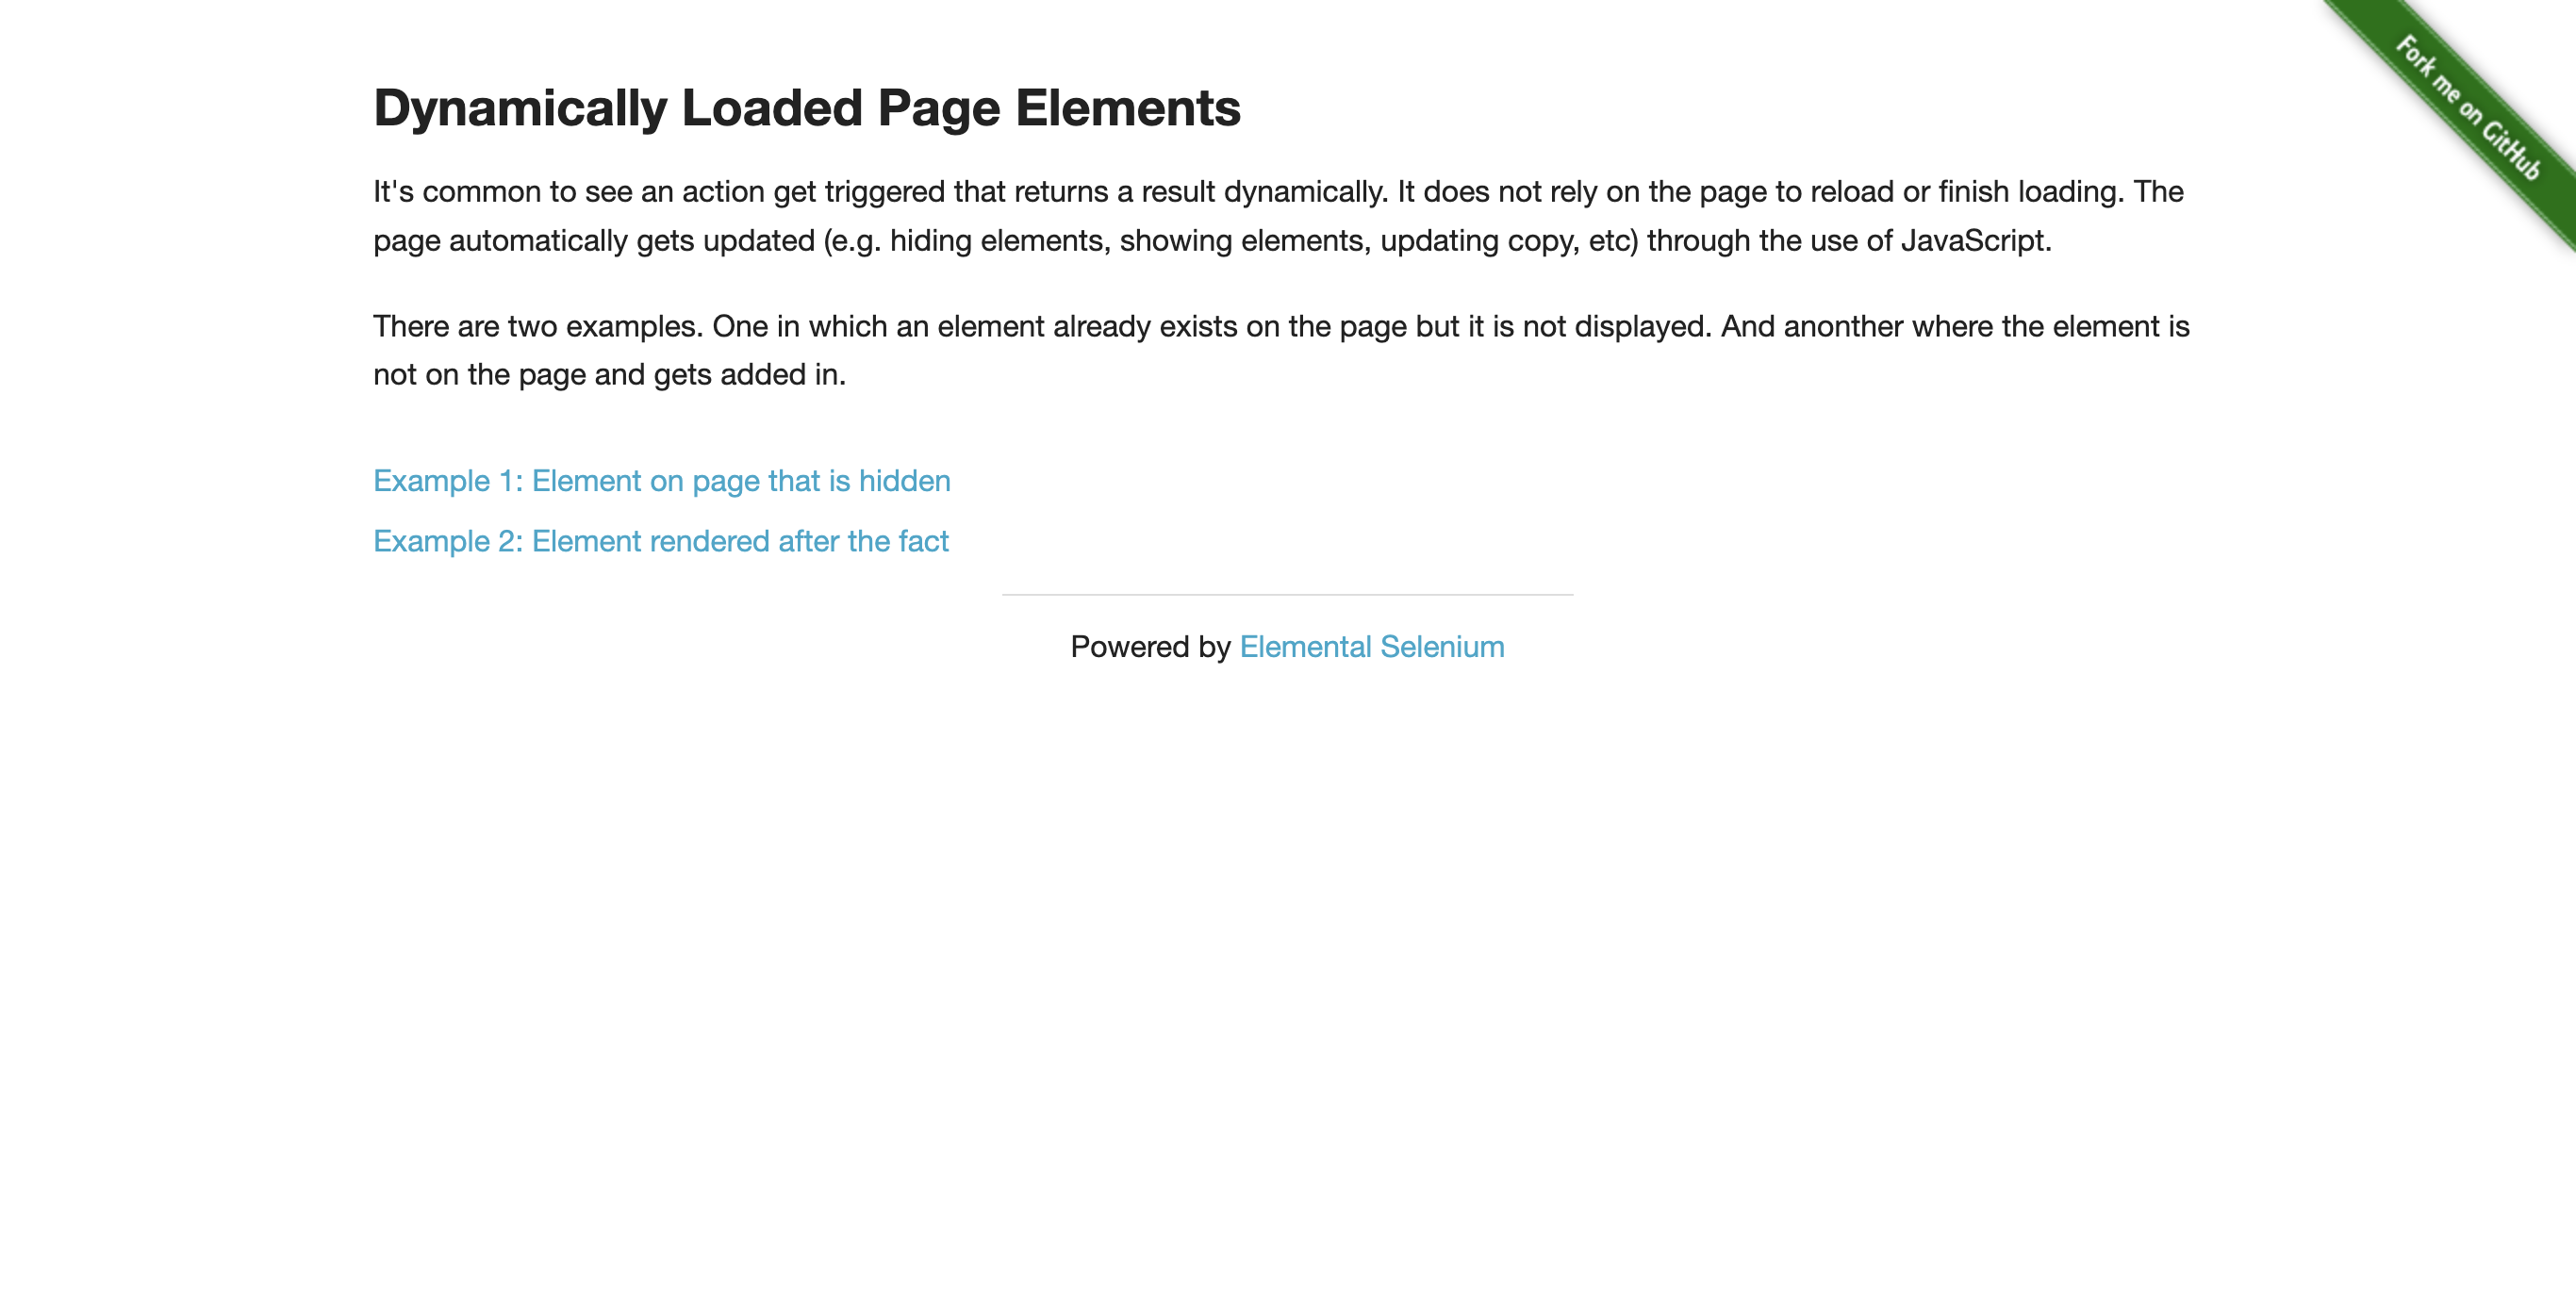 Fork me on GitHub
Dynamically Loaded Page Elements
It's common to see an action get triggered that returns a result dynamically. It does not rely on the page to reload or finish loading. The
page automatically gets updated (e.g. hiding elements, showing elements, updating copy, etc) through the use of JavaScript.
There are two examples. One in which an element already exists on the page but it is not displayed. And anonther where the element is
not on the page and gets added in.
Example 1: Element on page that is hidden
Example 2: Element rendered after the fact
Powered by Elemental Selenium